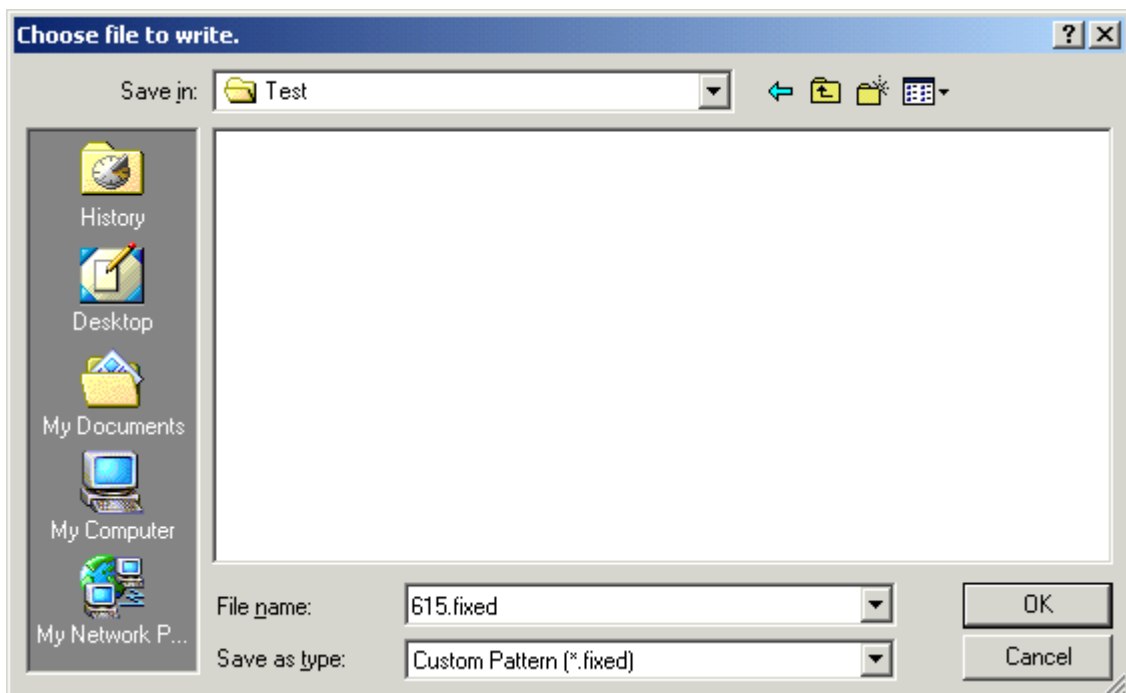 Choose file to write.
Save in: Test
History
Desktop
My Documents
My Computer
My Network P...
File name: 615.fixed OK
Save as type: Custom Pattern (*.fixed) Cancel